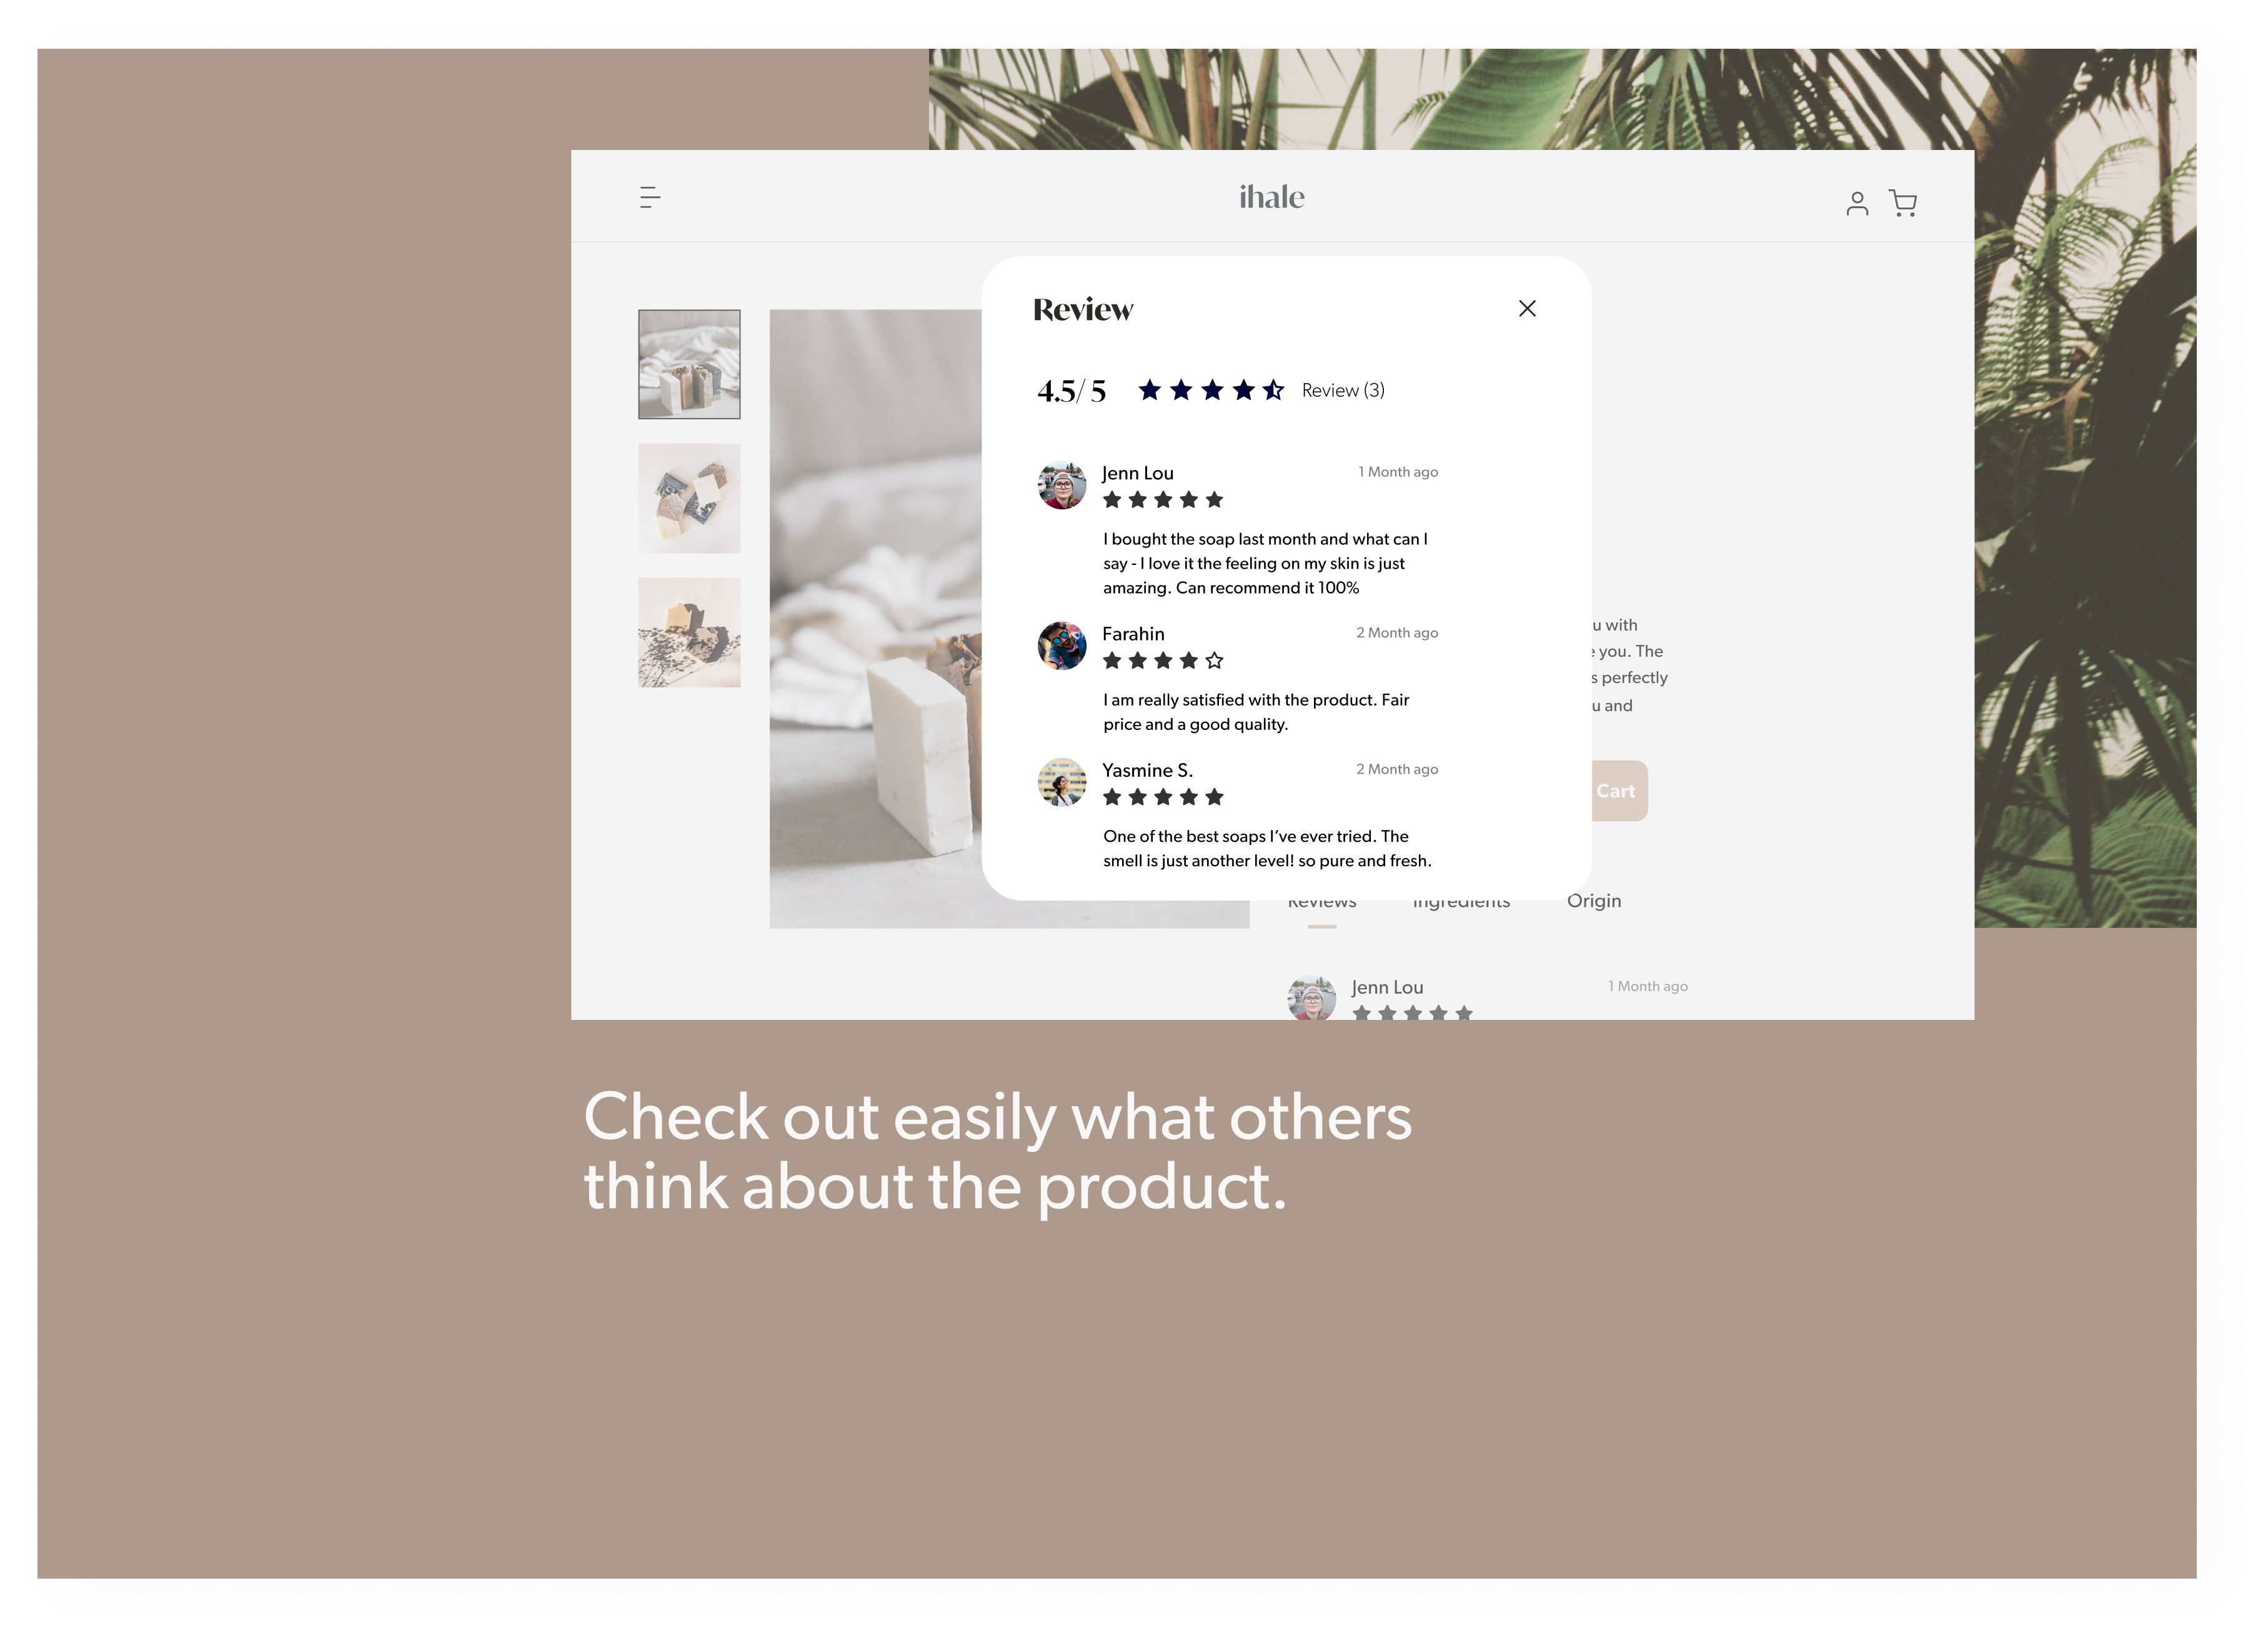 ihale
Review
4.5/ 5
Review (3)
Jenn Lou
1 Month ago
I bought the soap last month and what can I
say - I love it the feeling on my skin is just
amazing. Can recommend it 100%
Farahin
2 Month ago
I am really satisfied with the product. Fair
price and a good quality.
Yasmine S.
2 Month ago
One of the best soaps I’ve ever tried. The
smell is just another level! so pure and fresh.
u with
you. The
s perfectly
u and
Cart
Reviews
Ingredients
Origin
Jenn Lou
1 Month ago
Check out easily what others
think about the product.